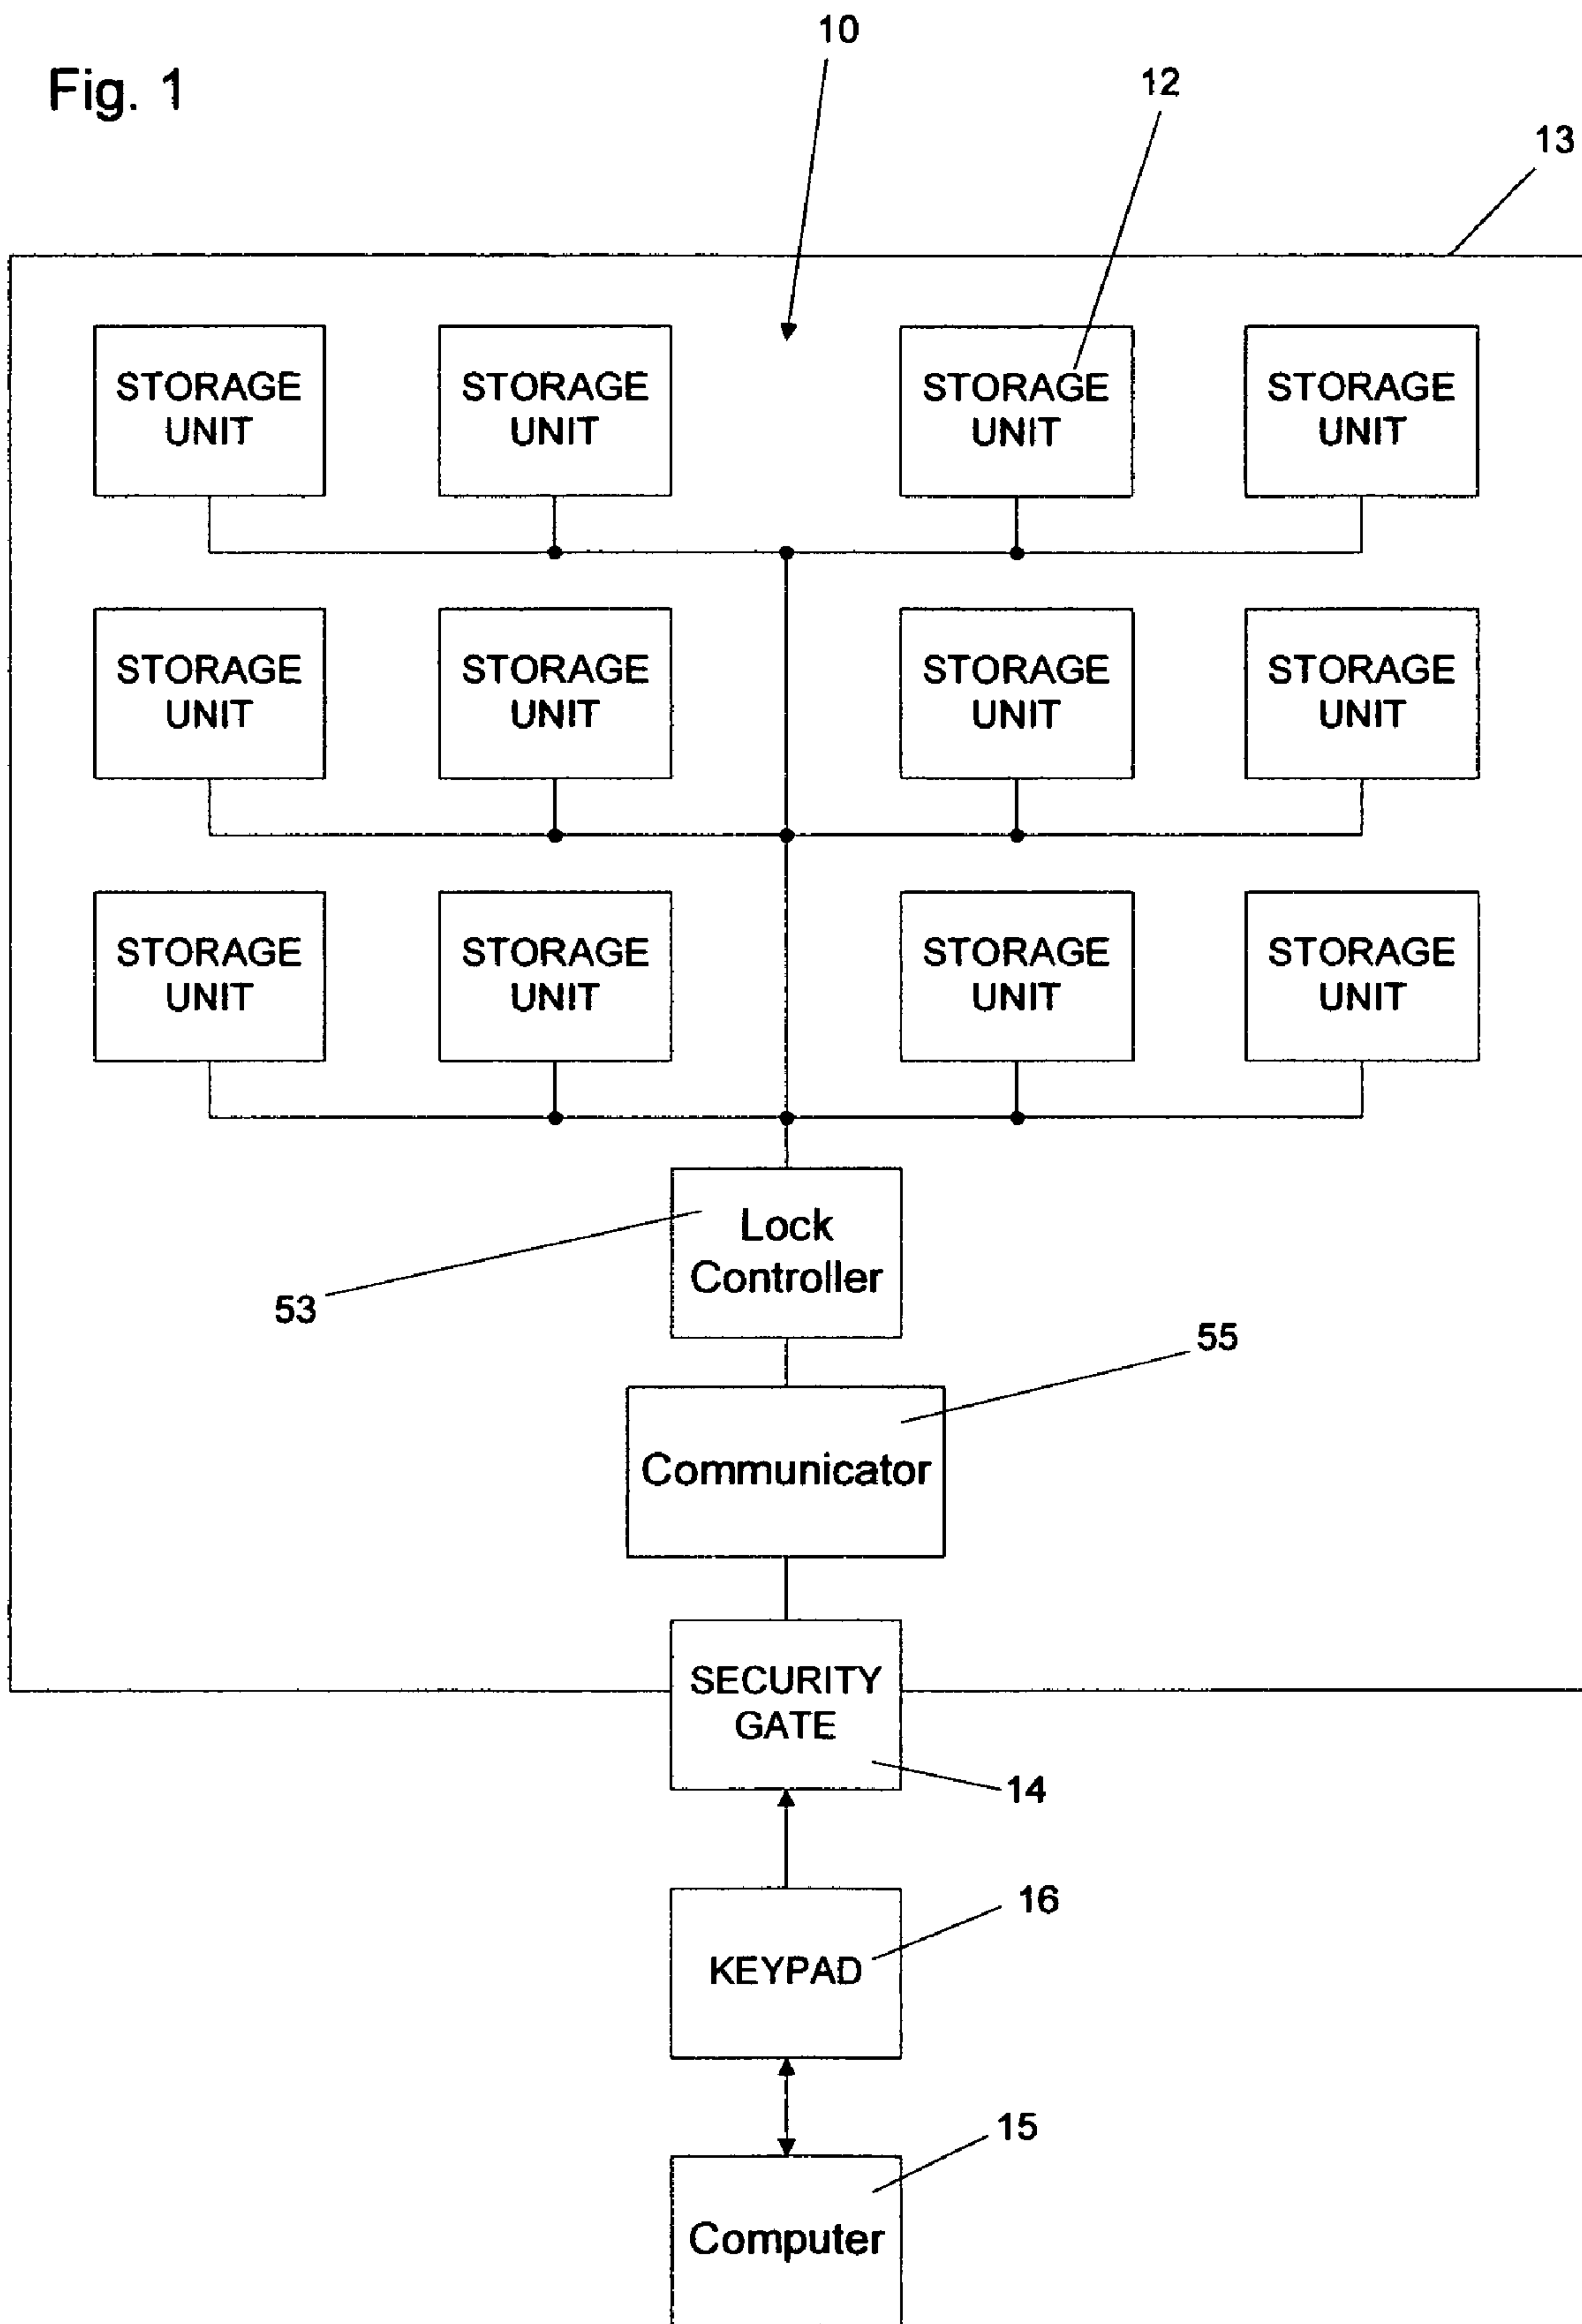 Fig. 1
10
12
13
STORAGE
UNIT
STORAGE
UNIT
STORAGE
UNIT
STORAGE
UNIT
STORAGE
UNIT
STORAGE
UNIT
STORAGE
UNIT
STORAGE
UNIT
STORAGE
UNIT
STORAGE
UNIT
STORAGE
UNIT
STORAGE
UNIT
Lock
Controller
53
55
Communicator
SECURITY
GATE
14
16
KEYPAD
15
Computer